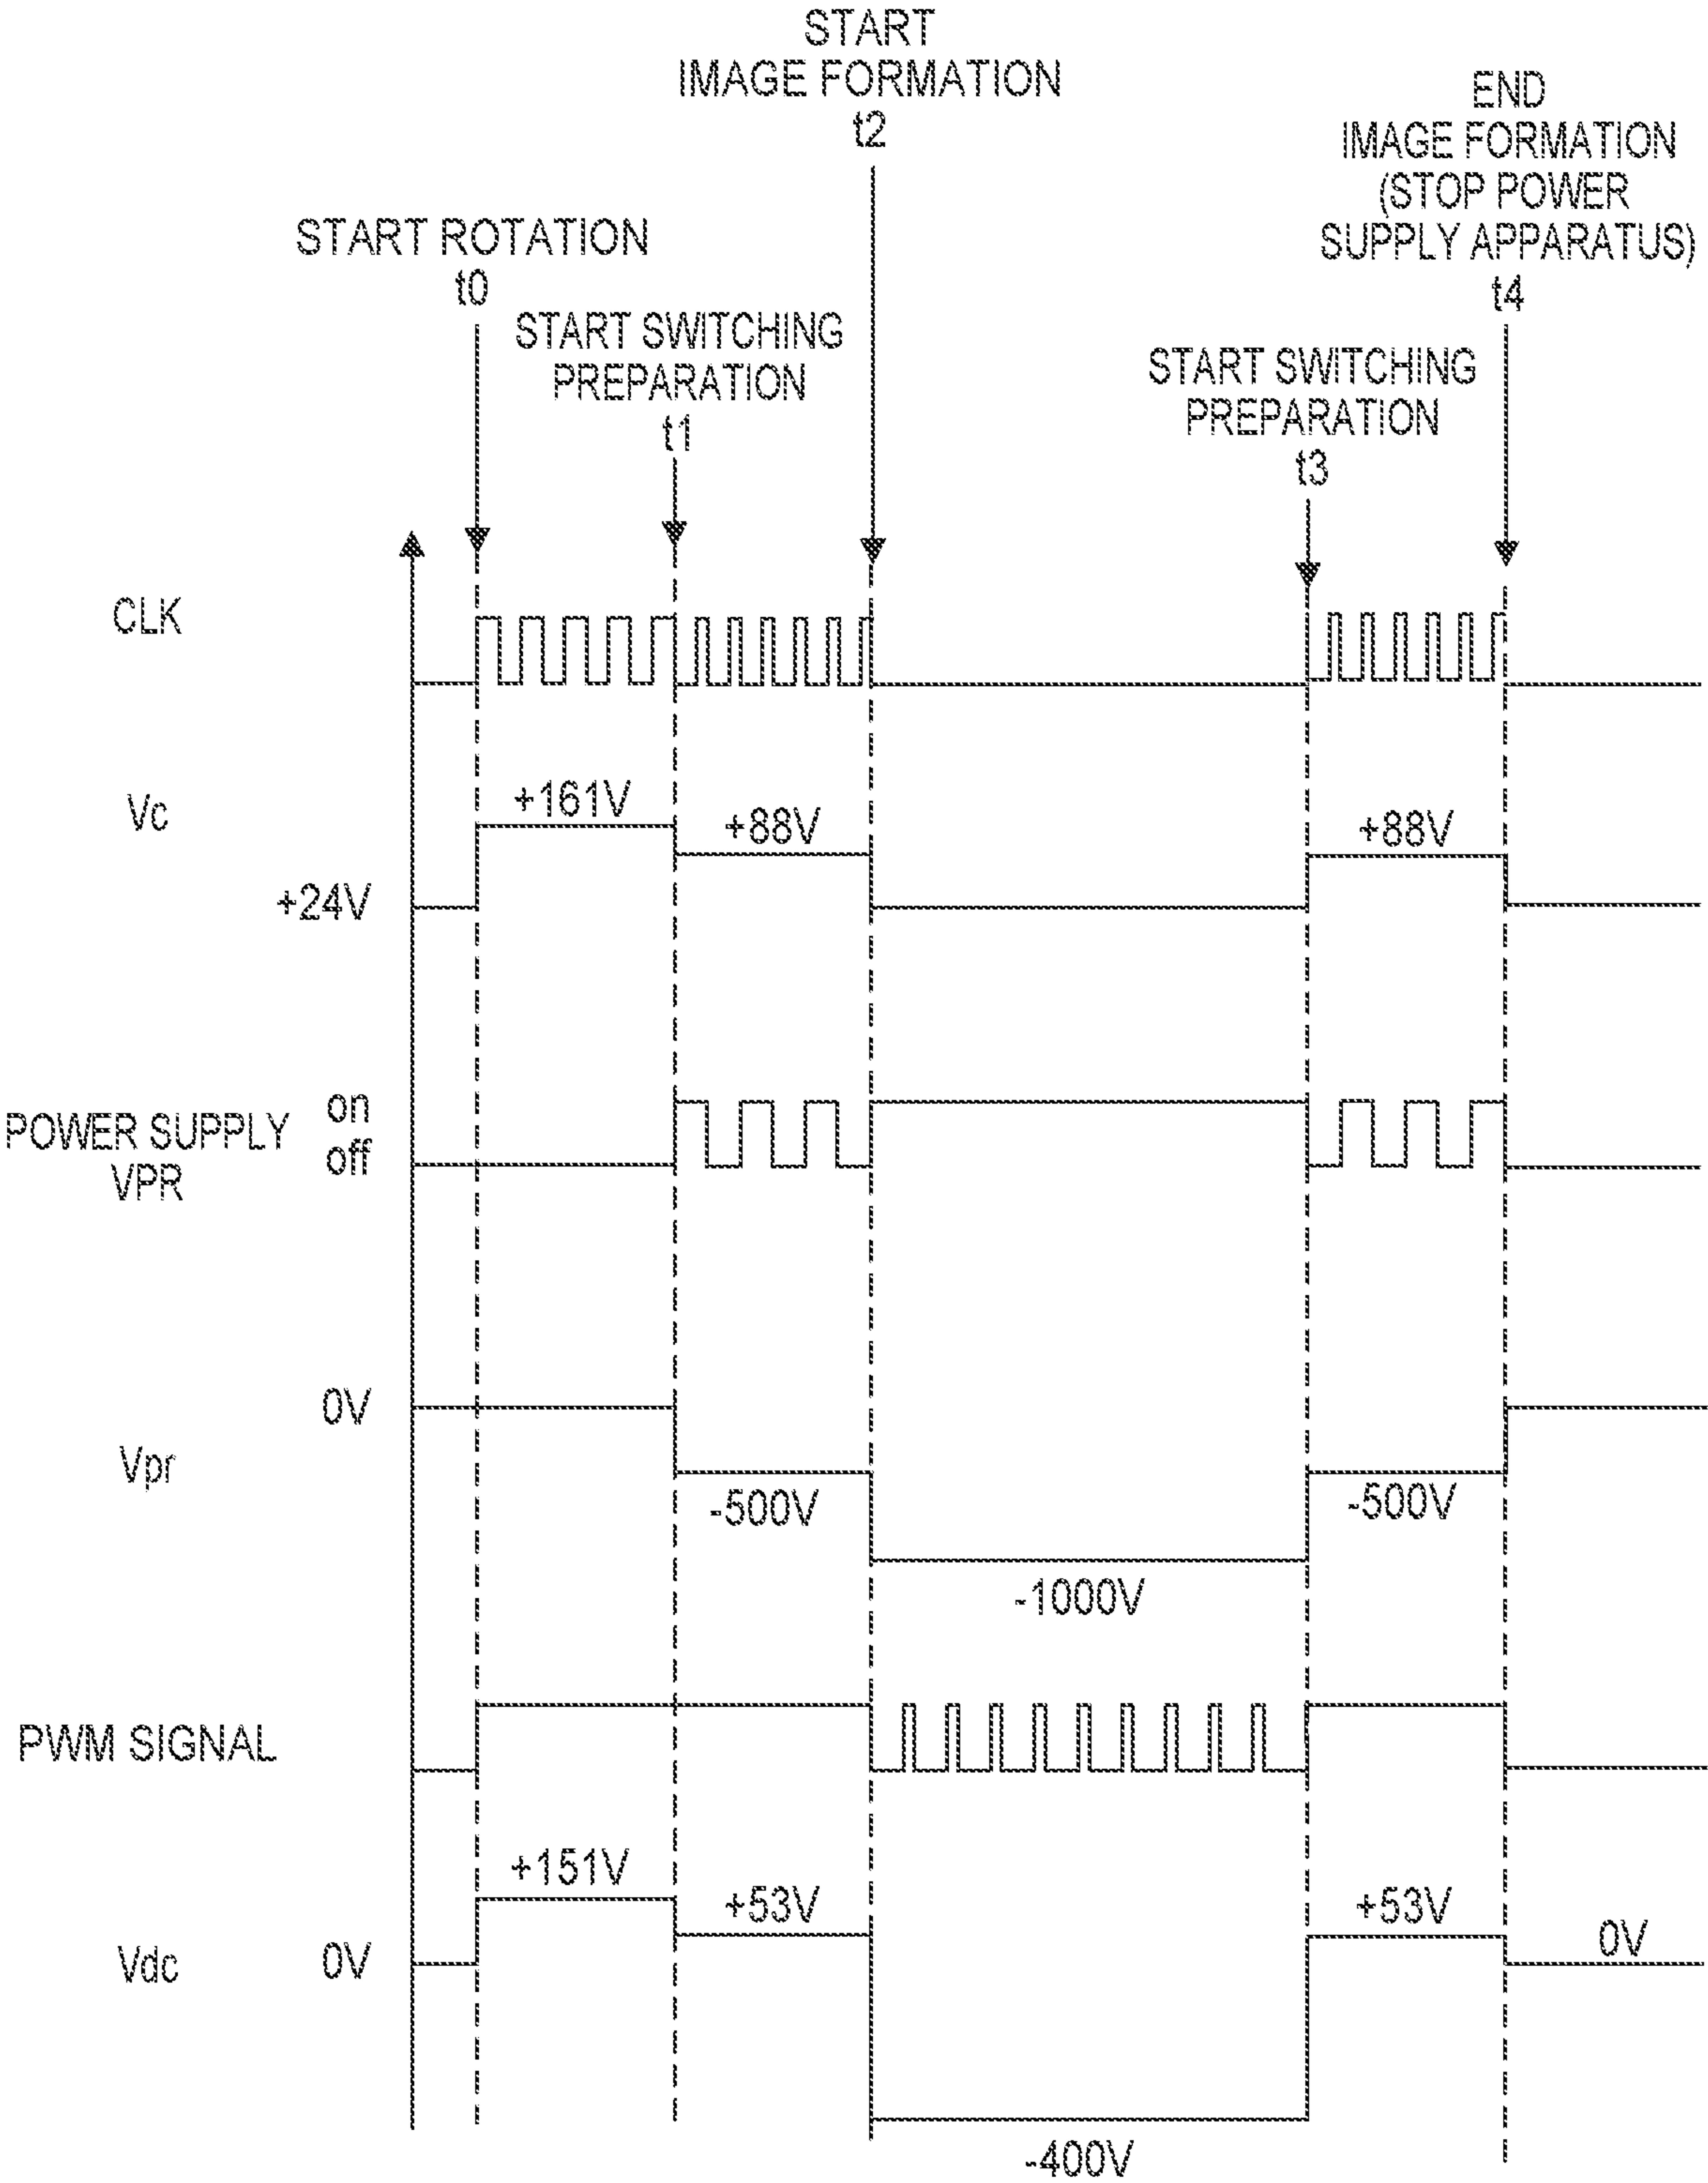 START
IMAGE FORMATION
t2
END
IMAGE FORMATION
(STOP POWER
SUPPLY APPARATUS)
t4
START ROTATION
t0
START SWITCHING
PREPARATION
t1
START SWITCHING
PREPARATION
t3
CLK
Vc
+24V
+161V
+88V
+88V
POWER SUPPLY
VPR
on
off
0V
Vpr
-500V
-500V
-1000V
PWM SIGNAL
+151V
+53V
+53V
0V
Vdc
0V
-400V